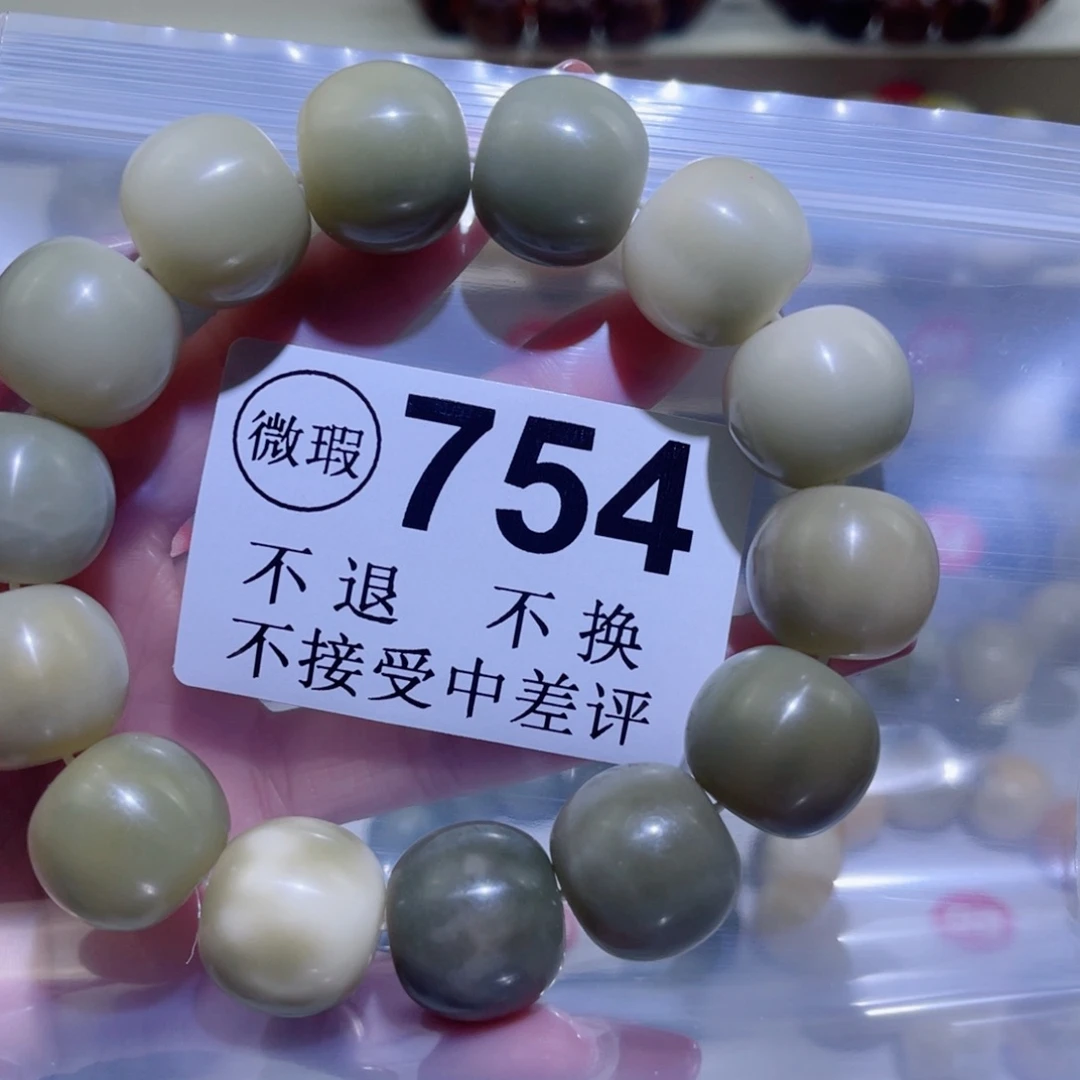 微瑕 754
不退 不换
不接受中差评